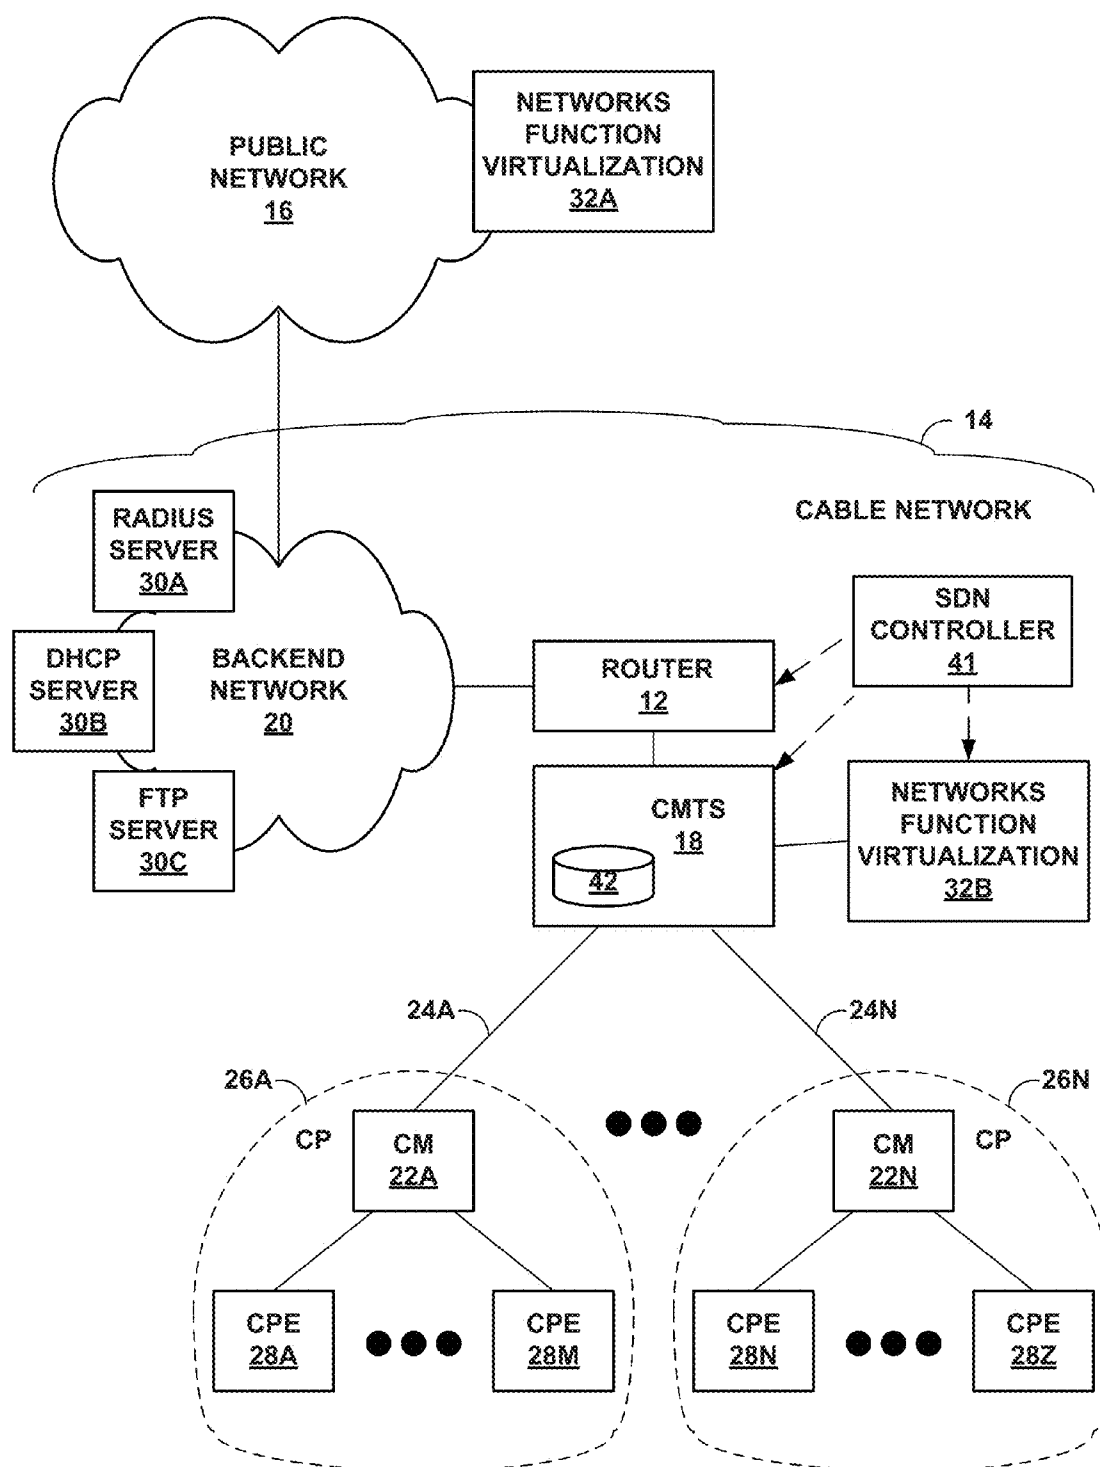 NETWORKS
FUNCTION
VIRTUALIZATION
32A
PUBLIC
NETWORK
16
14
CABLE NETWORK
RADIUS
SERVER
30A
SDN
CONTROLLER
41
DHCP
SERVER
30B
BACKEND
NETWORK
20
ROUTER
12
FTP
SERVER
30C
CMTS
18
42
NETWORKS
FUNCTION
VIRTUALIZATION
32B
24A
24N
26A
26N
CP
CM
22A
CM
22N
CP
CPE
28A
CPE
28M
CPE
28N
CPE
28Z